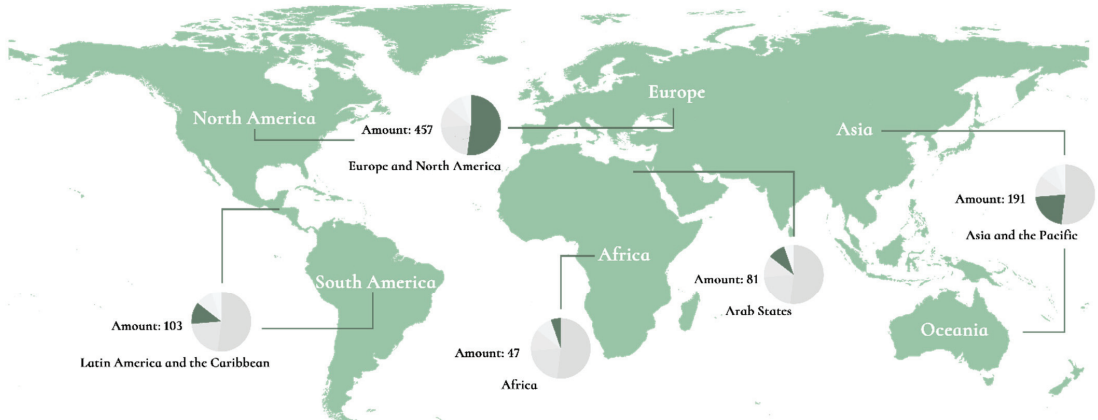 Europe
North America
Amount: 457
Asia
Europe and North America
Amount: 191
Asia and the Pacific
Africa
South America
Amount: 81
Arab States
Amount: 103
Oceania
Latin America and the Caribbean
Amount: 47
Africa